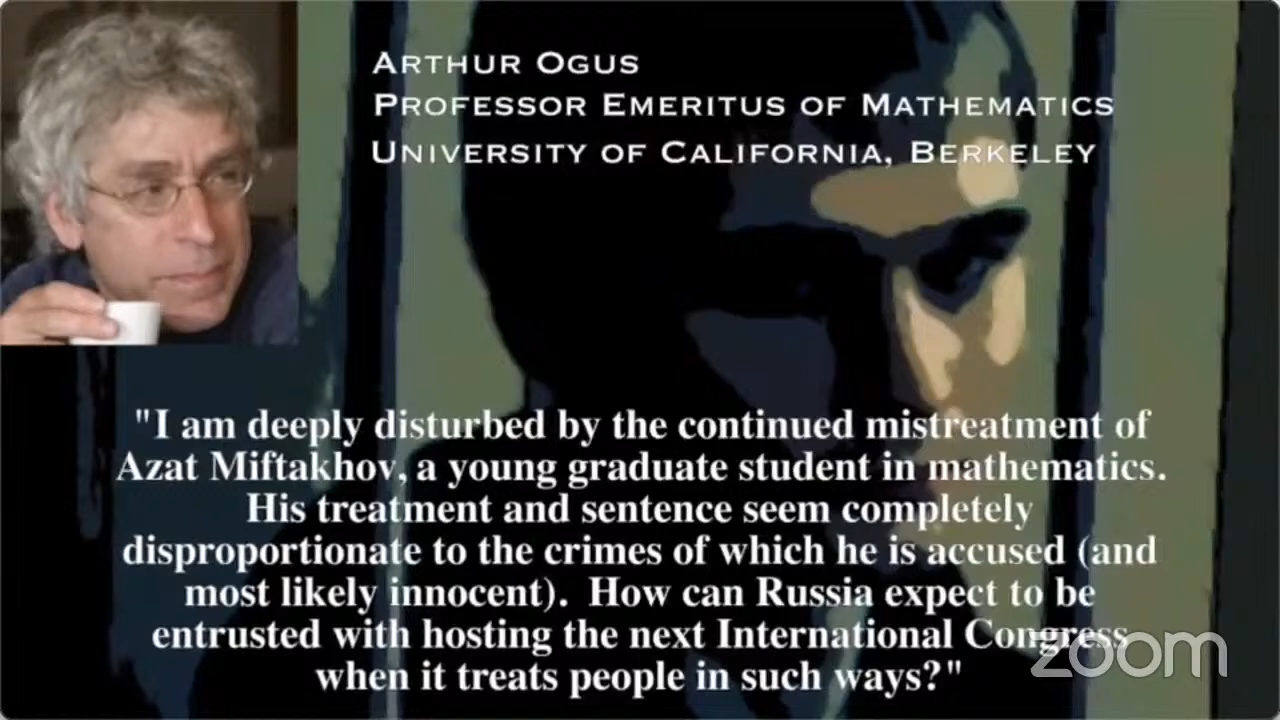 ARTHUR OGUS
PROFESSOR EMERITUS OF MATHEMATICS
UNIVERSITY OF CALIFORNIA, BERKELEY
"I am deeply disturbed by the continued mistreatment of
Azat Miftakhov, a young graduate student in mathematics.
His treatment and sentence seem completely
disproportionate to the crimes of which he is accused (and
most likely innocent).  How can Russia expect to be
entrusted with hosting the next International Congress
when it treats people in such ways?"
zoom